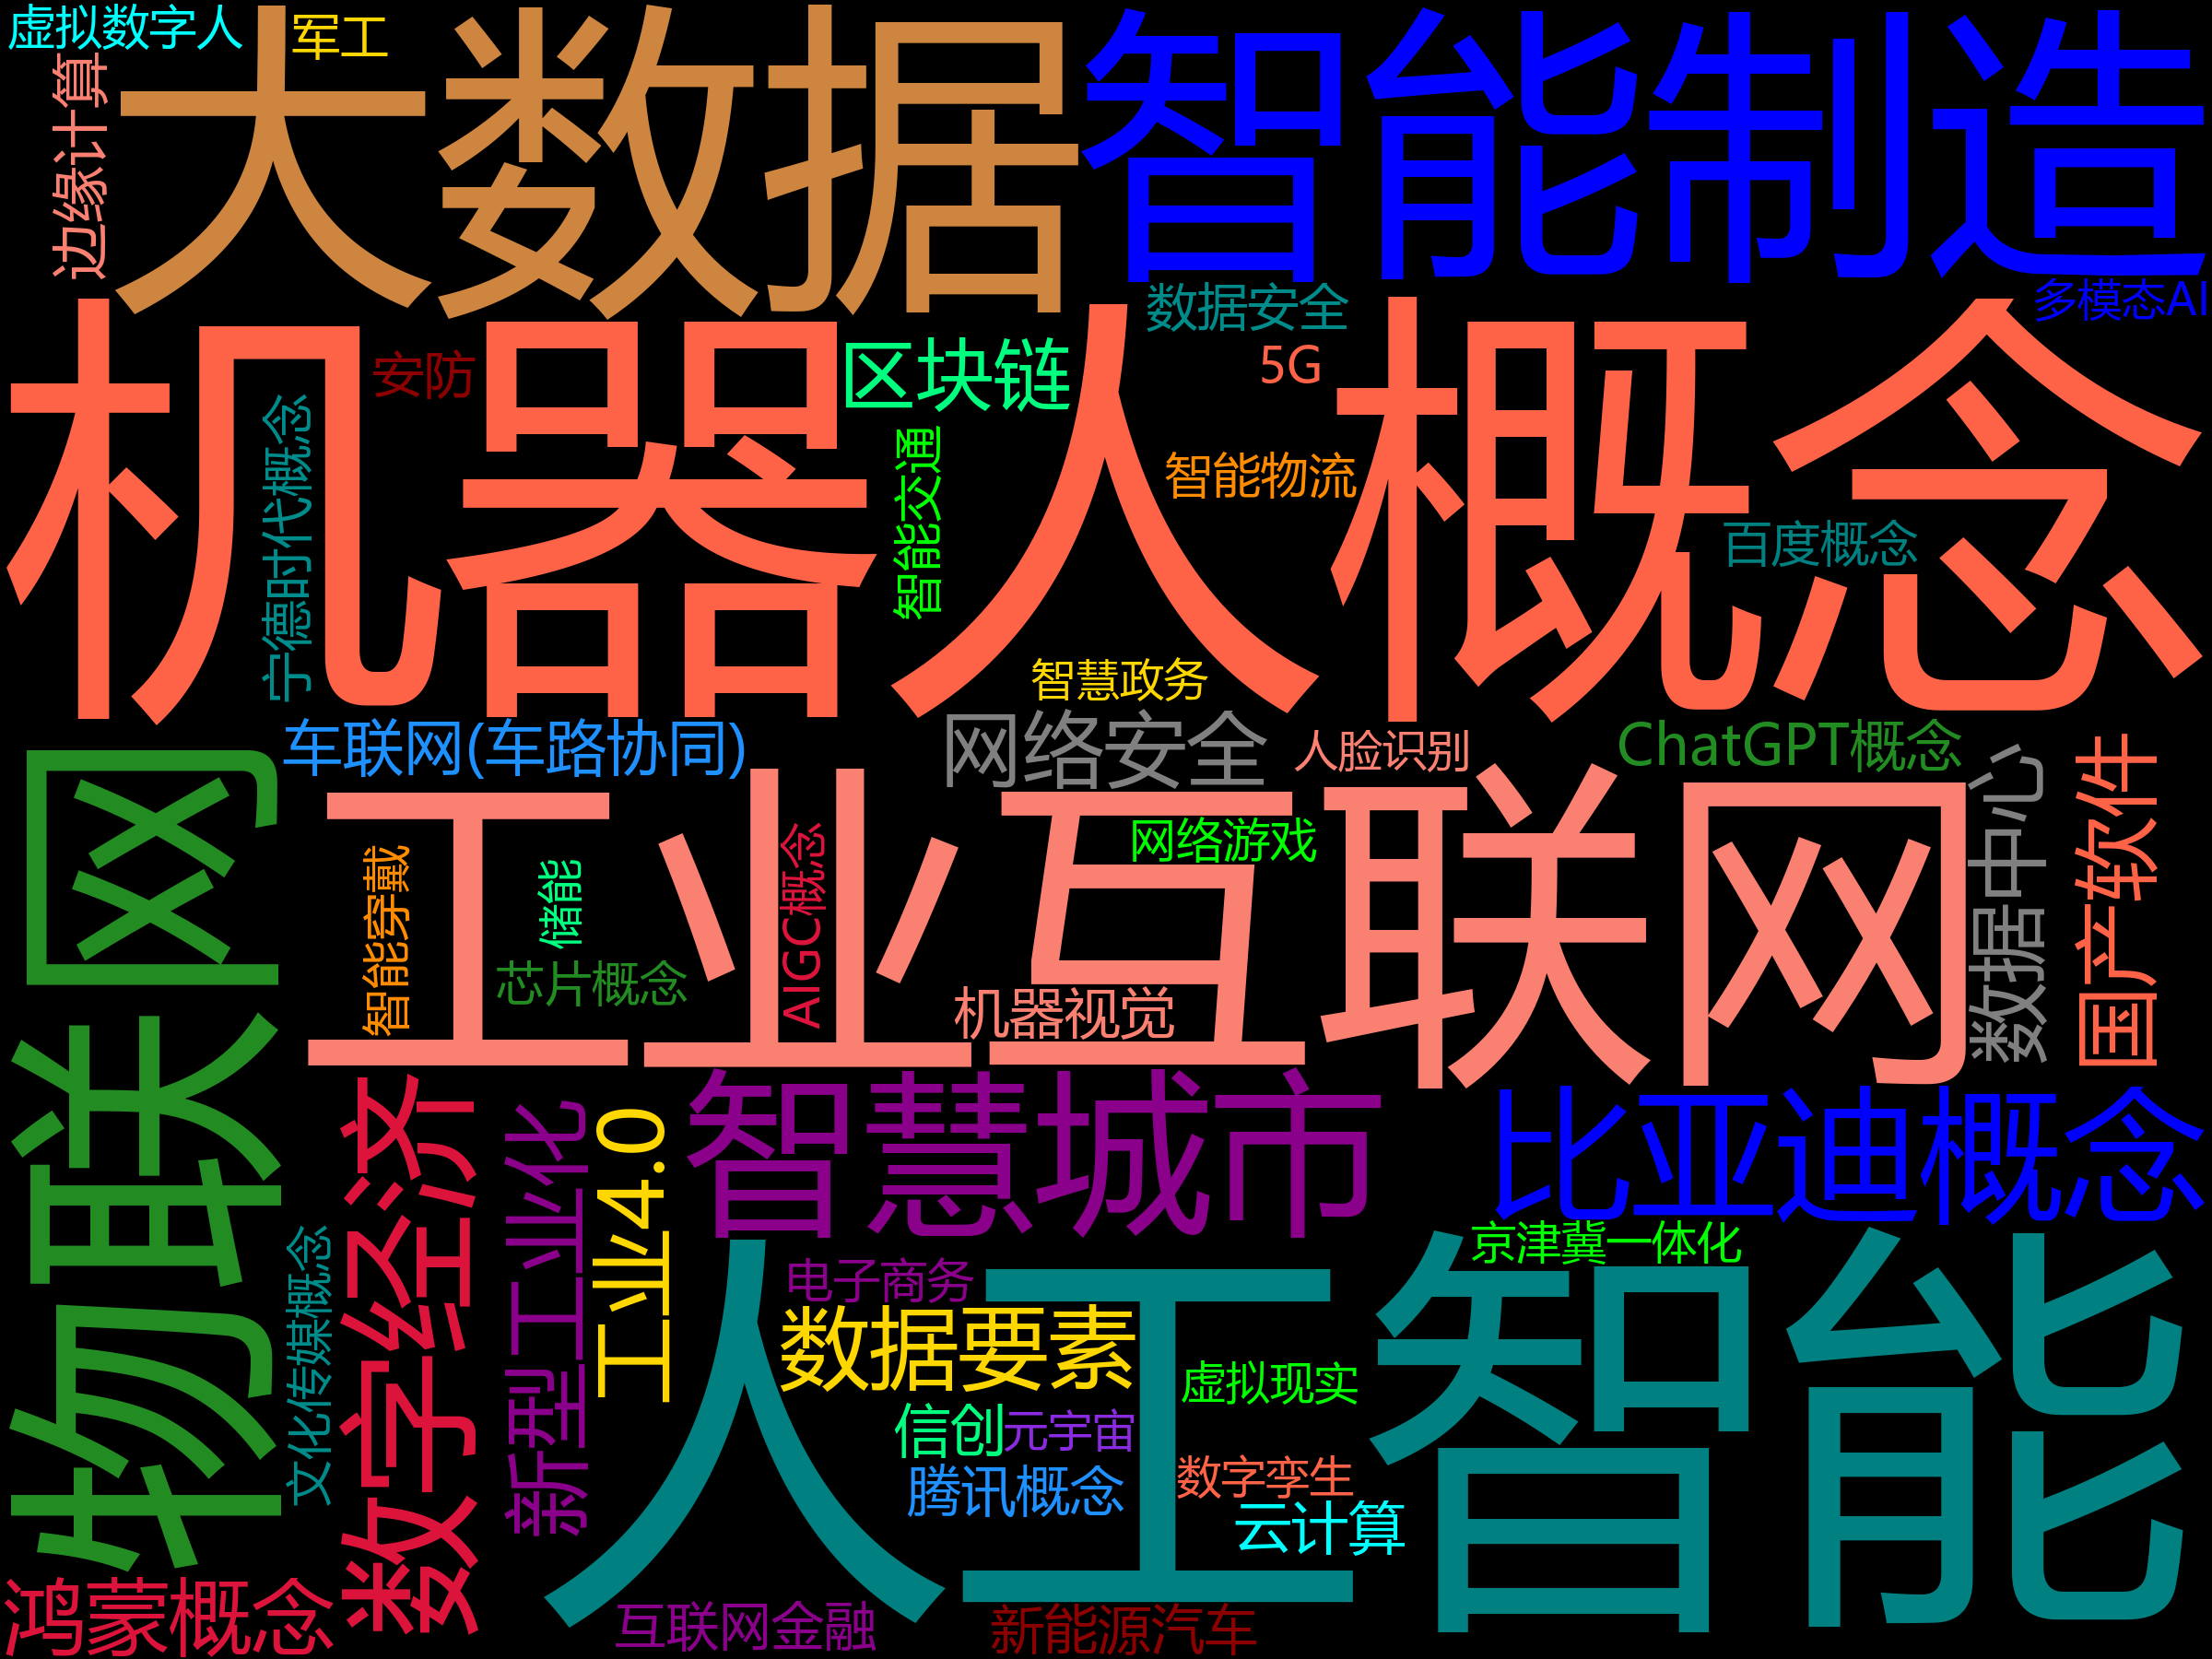 虚拟数字人
军工
大数据
智能制造
边缘计算
数据安全
多模态AI
机器人概念
安防
区块链
5G
宁德时代概念
智能交通
智能物流
百度概念
智慧政务
车联网(车路协同)
网络安全
人脸识别
ChatGPT概念
物联网
工业互联网
网络游戏
数据中心
国产软件
智能穿戴
储能
AIGC概念
芯片概念
机器视觉
数字经济
新型工业化
工业4.0
智慧城市
比亚迪概念
京津冀一体化
文化传媒概念
人工智能
电子商务
数据要素
虚拟现实
信创
元宇宙
腾讯概念
数字孪生
云计算
鸿蒙概念
互联网金融
新能源汽车